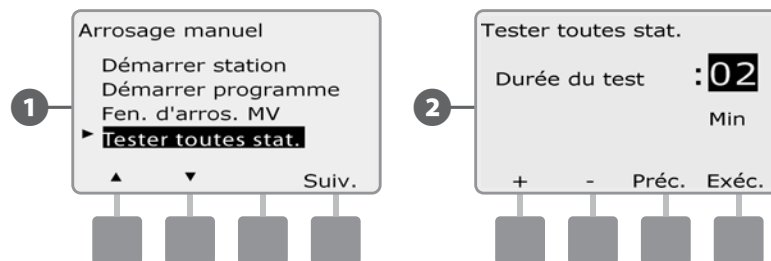 Arrosage manuel
Démarrer station
Démarrer programme
Fen. d'arros. MV
► Tester toutes stat.
▲ ▼ Suiv.
1
Tester toutes stat.
Durée du test :02
Min
+ - Préc. Exéc.
2